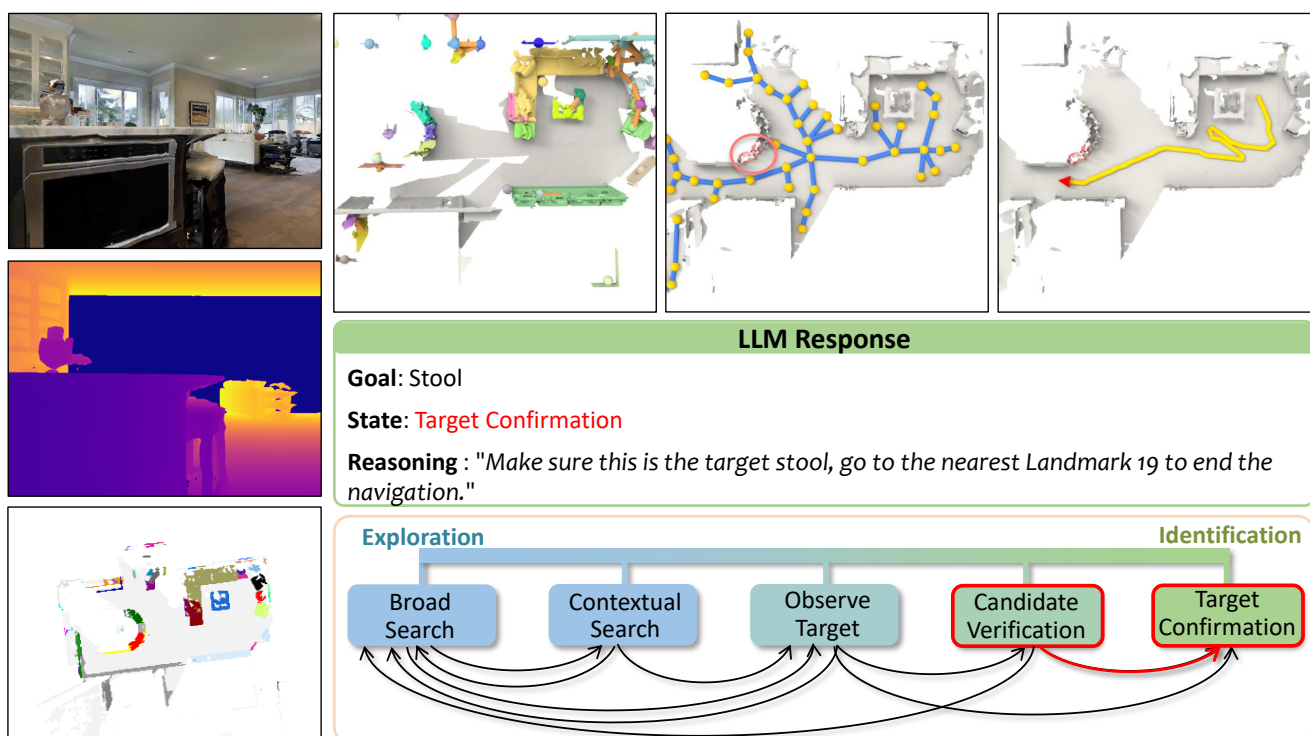 LLM Response
Goal: Stool
State: Target Confirmation
Reasoning : "Make sure this is the target stool, go to the nearest Landmark 19 to end the
navigation."
Exploration
Identification
Broad
Search
Contextual
Search
Observe
Target
Candidate
Verification
Target
Confirmation